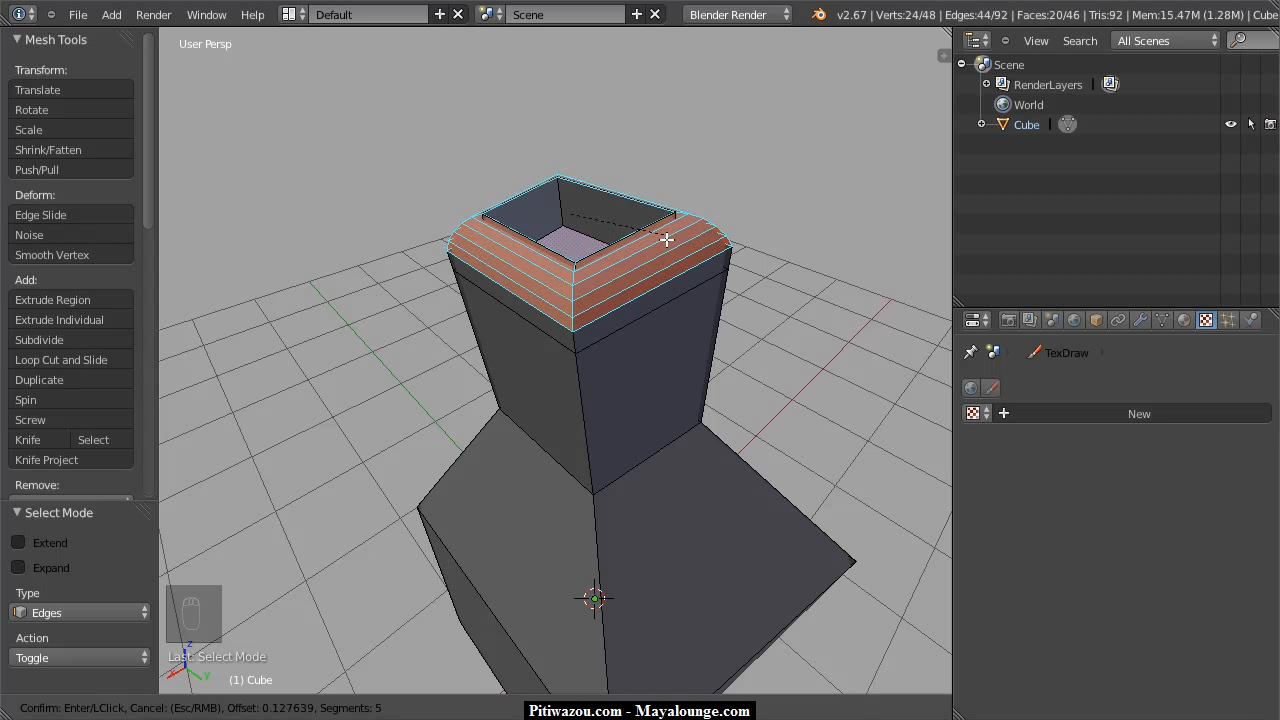 File Add Render Window Help Default Scene Blender Render v2.67 | Verts:24/48 | Edges:44/92 | Faces:20/46 | Tris:92 | Mem:15.47M (1.28M) | Cube
Mesh Tools
Transform:
Translate
Rotate
Scale
Shrink/Fatten
Push/Pull
Deform:
Edge Slide
Noise
Smooth Vertex
Add:
Extrude Region
Extrude Individual
Subdivide
Loop Cut and Slide
Duplicate
Spin
Screw
Knife Select
Knife Project
Remove:
Select Mode
Extend
Expand
Type
Edges
Action
Toggle
User Persp
z
x
y
Last: Select Mode
(1) Cube
Confirm: Enter/LClick, Cancel: (Esc/RMB), Offset: 0.127639, Segments: 5
Pitiwazou.com - Mayalounge.com
View Search All Scenes
Scene
RenderLayers |
World
Cube |
TexDraw
New